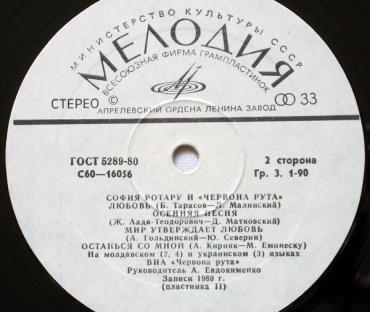 МИНИСТЕРСТВО КУЛЬТУРЫ СССР
МЕЛОДИЯ
ВСЕСОЮЗНАЯ ФИРМА ГРАМПЛАСТИНОК
СТЕРЕО
33
АПРЕЛЕВСКИЙ ОРДЕНА ЛЕНИНА ЗАВОД
ГОСТ 5289-80
2 сторона
С60—16056
Гр. 3. 1-90
СОФИЯ РОТАРУ И «ЧЕРВОНА РУТА»
ЛЮБОВЬ (Б. Тарасов—Д. Малинский)
ОСЕННЯЯ ПЕСНЯ
(Ж. Алда-Теодорович—Д. Матковский)
МИР УТВЕРЖДАЕТ ЛЮБОВЬ
(А. Гольдинский—Ю. Северин)
ОСТАНЬСЯ СО МНОЙ (А. Кирияк—М. Еминеску)
На молдавском (2, 4) и украинском (3) языках
ВИА «Червона рута»
Руководитель А. Евдокименко
Записи 1980 г.
(пластинка II)